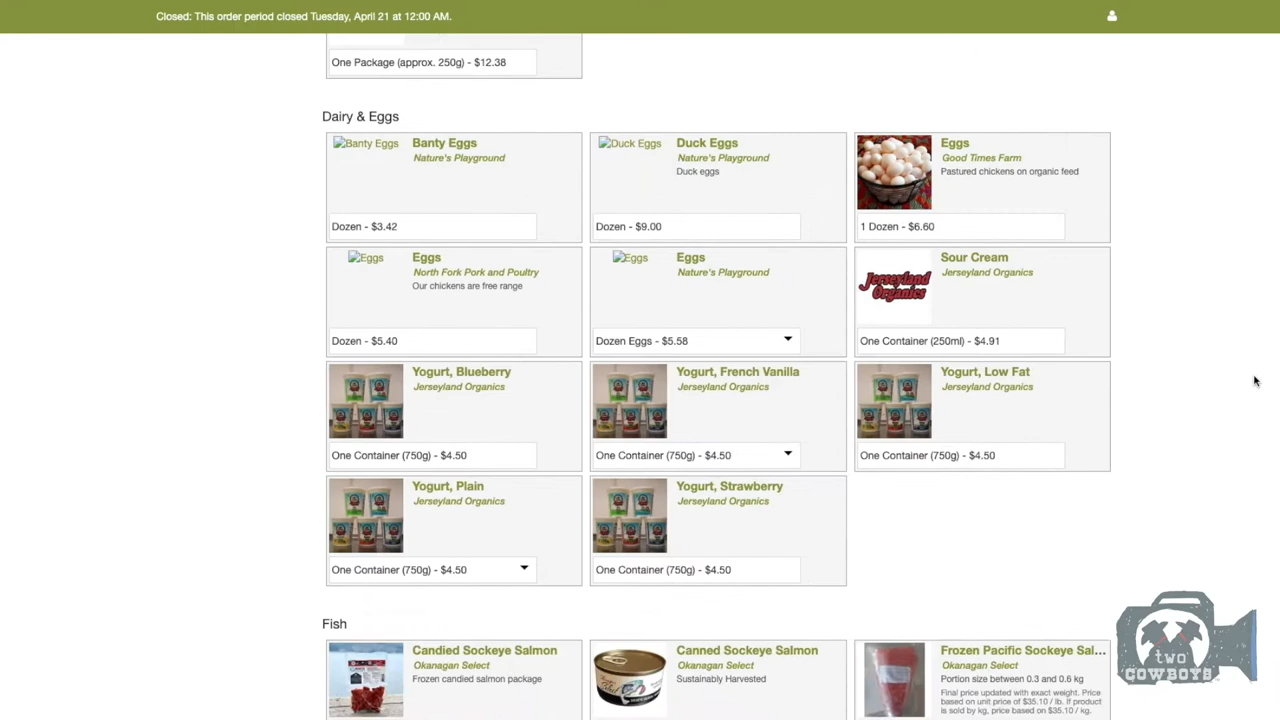 Closed: This order period closed Tuesday, April 21 at 12:00 AM.
One Package (approx. 250g) - $12.38
Dairy & Eggs
Banty Eggs
Banty Eggs
Nature's Playground
Dozen - $3.42
Duck Eggs
Duck Eggs
Nature's Playground
Duck eggs
Dozen - $9.00
Eggs
Good Times Farm
Pastured chickens on organic feed
1 Dozen - $6.60
Eggs
Eggs
North Fork Pork and Poultry
Our chickens are free range
Dozen - $5.40
Eggs
Eggs
Nature's Playground
Dozen Eggs - $5.58
Jerseyland
Organics
Sour Cream
Jerseyland Organics
One Container (250ml) - $4.91
Yogurt, Blueberry
Jerseyland Organics
One Container (750g) - $4.50
Yogurt, French Vanilla
Jerseyland Organics
One Container (750g) - $4.50
Yogurt, Low Fat
Jerseyland Organics
One Container (750g) - $4.50
Yogurt, Plain
Jerseyland Organics
One Container (750g) - $4.50
Yogurt, Strawberry
Jerseyland Organics
One Container (750g) - $4.50
Fish
Candied Sockeye Salmon
Okanagan Select
Frozen candied salmon package
Canned Sockeye Salmon
Okanagan Select
Sustainably Harvested
Frozen Pacific Sockeye Sal...
Okanagan Select
Portion size between 0.3 and 0.6 kg
Final price updated with exact weight. Price
based on unit price of $35.10 / lb. If product
is sold by kg, price based on $35.10 / kg.
two
COWBOYS